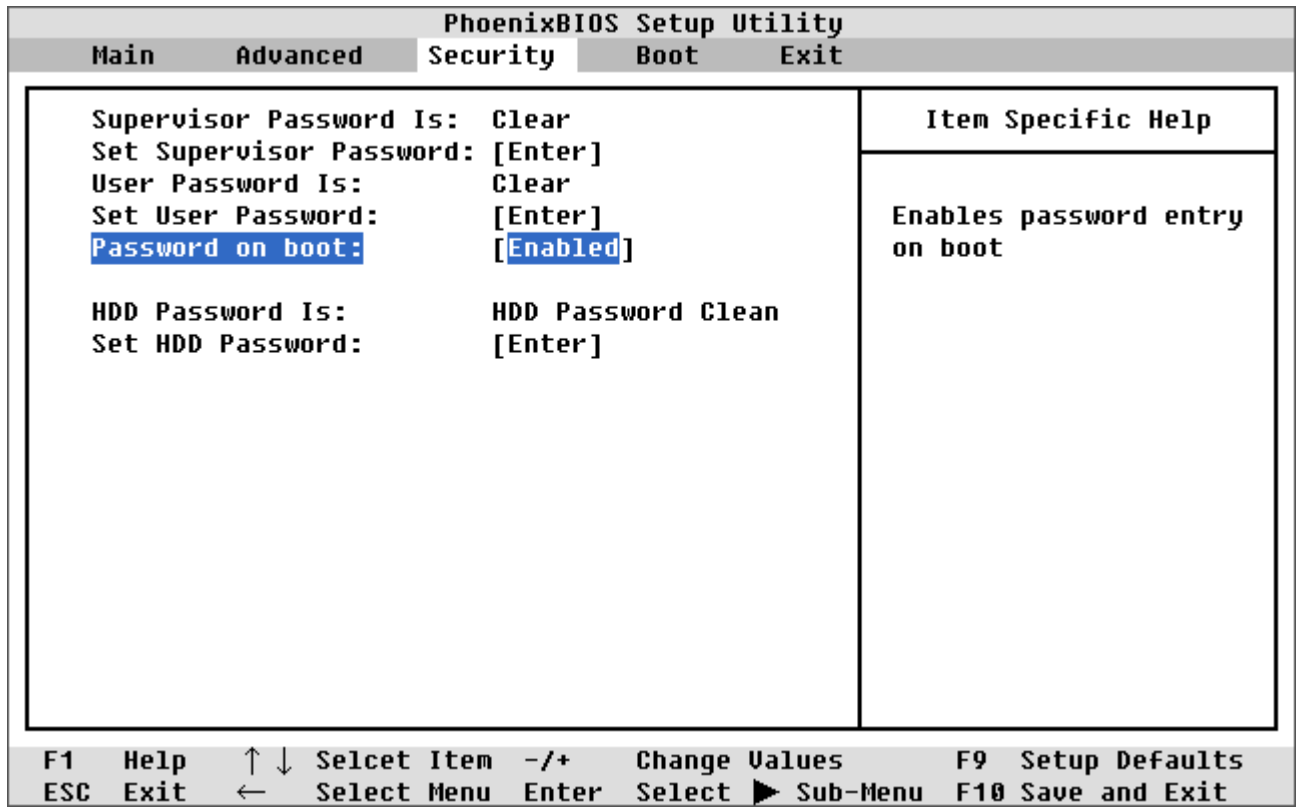 PhoenixBIOS Setup Utility
Main Advanced Security Boot Exit
Supervisor Password Is: Clear
Set Supervisor Password: [Enter]
User Password Is: Clear
Set User Password: [Enter]
Password on boot: [Enabled]
HDD Password Is: HDD Password Clean
Set HDD Password: [Enter]
Item Specific Help
Enables password entry
on boot
F1 Help ↑↓ Selcet Item -/+ Change Values F9 Setup Defaults
ESC Exit ← Select Menu Enter Select ▶ Sub-Menu F10 Save and Exit